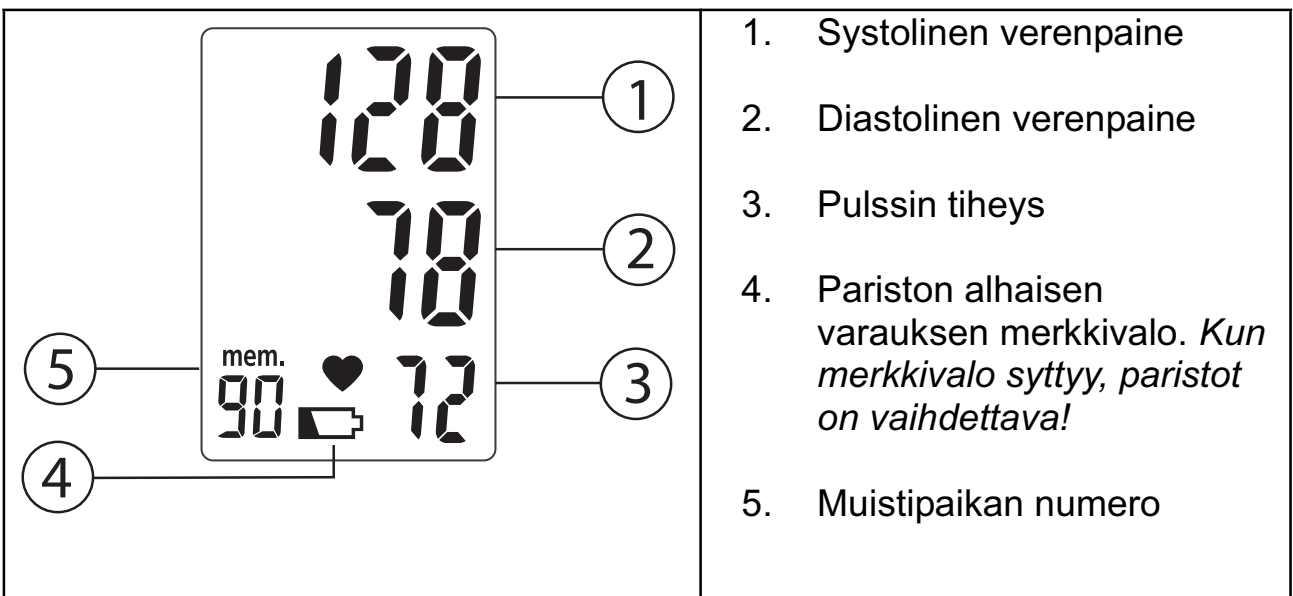 128
1
78
2
mem.
5
90
72
3
4
1. Systolinen verenpaine
2. Diastolinen verenpaine
3. Pulssin tiheys
4. Pariston alhaisen
varauksen merkkivalo. Kun
merkkivalo syttyy, paristot
on vaihdettava!
5. Muistipaikan numero